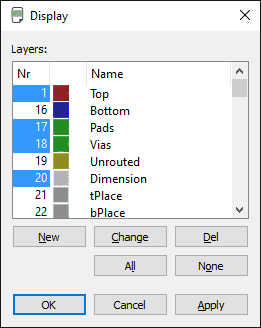 Display
Layers:
Nr Name
1 Top
16 Bottom
17 Pads
18 Vias
19 Unrouted
20 Dimension
21 tPlace
22 bPlace
New Change Del
All None
OK Cancel Apply